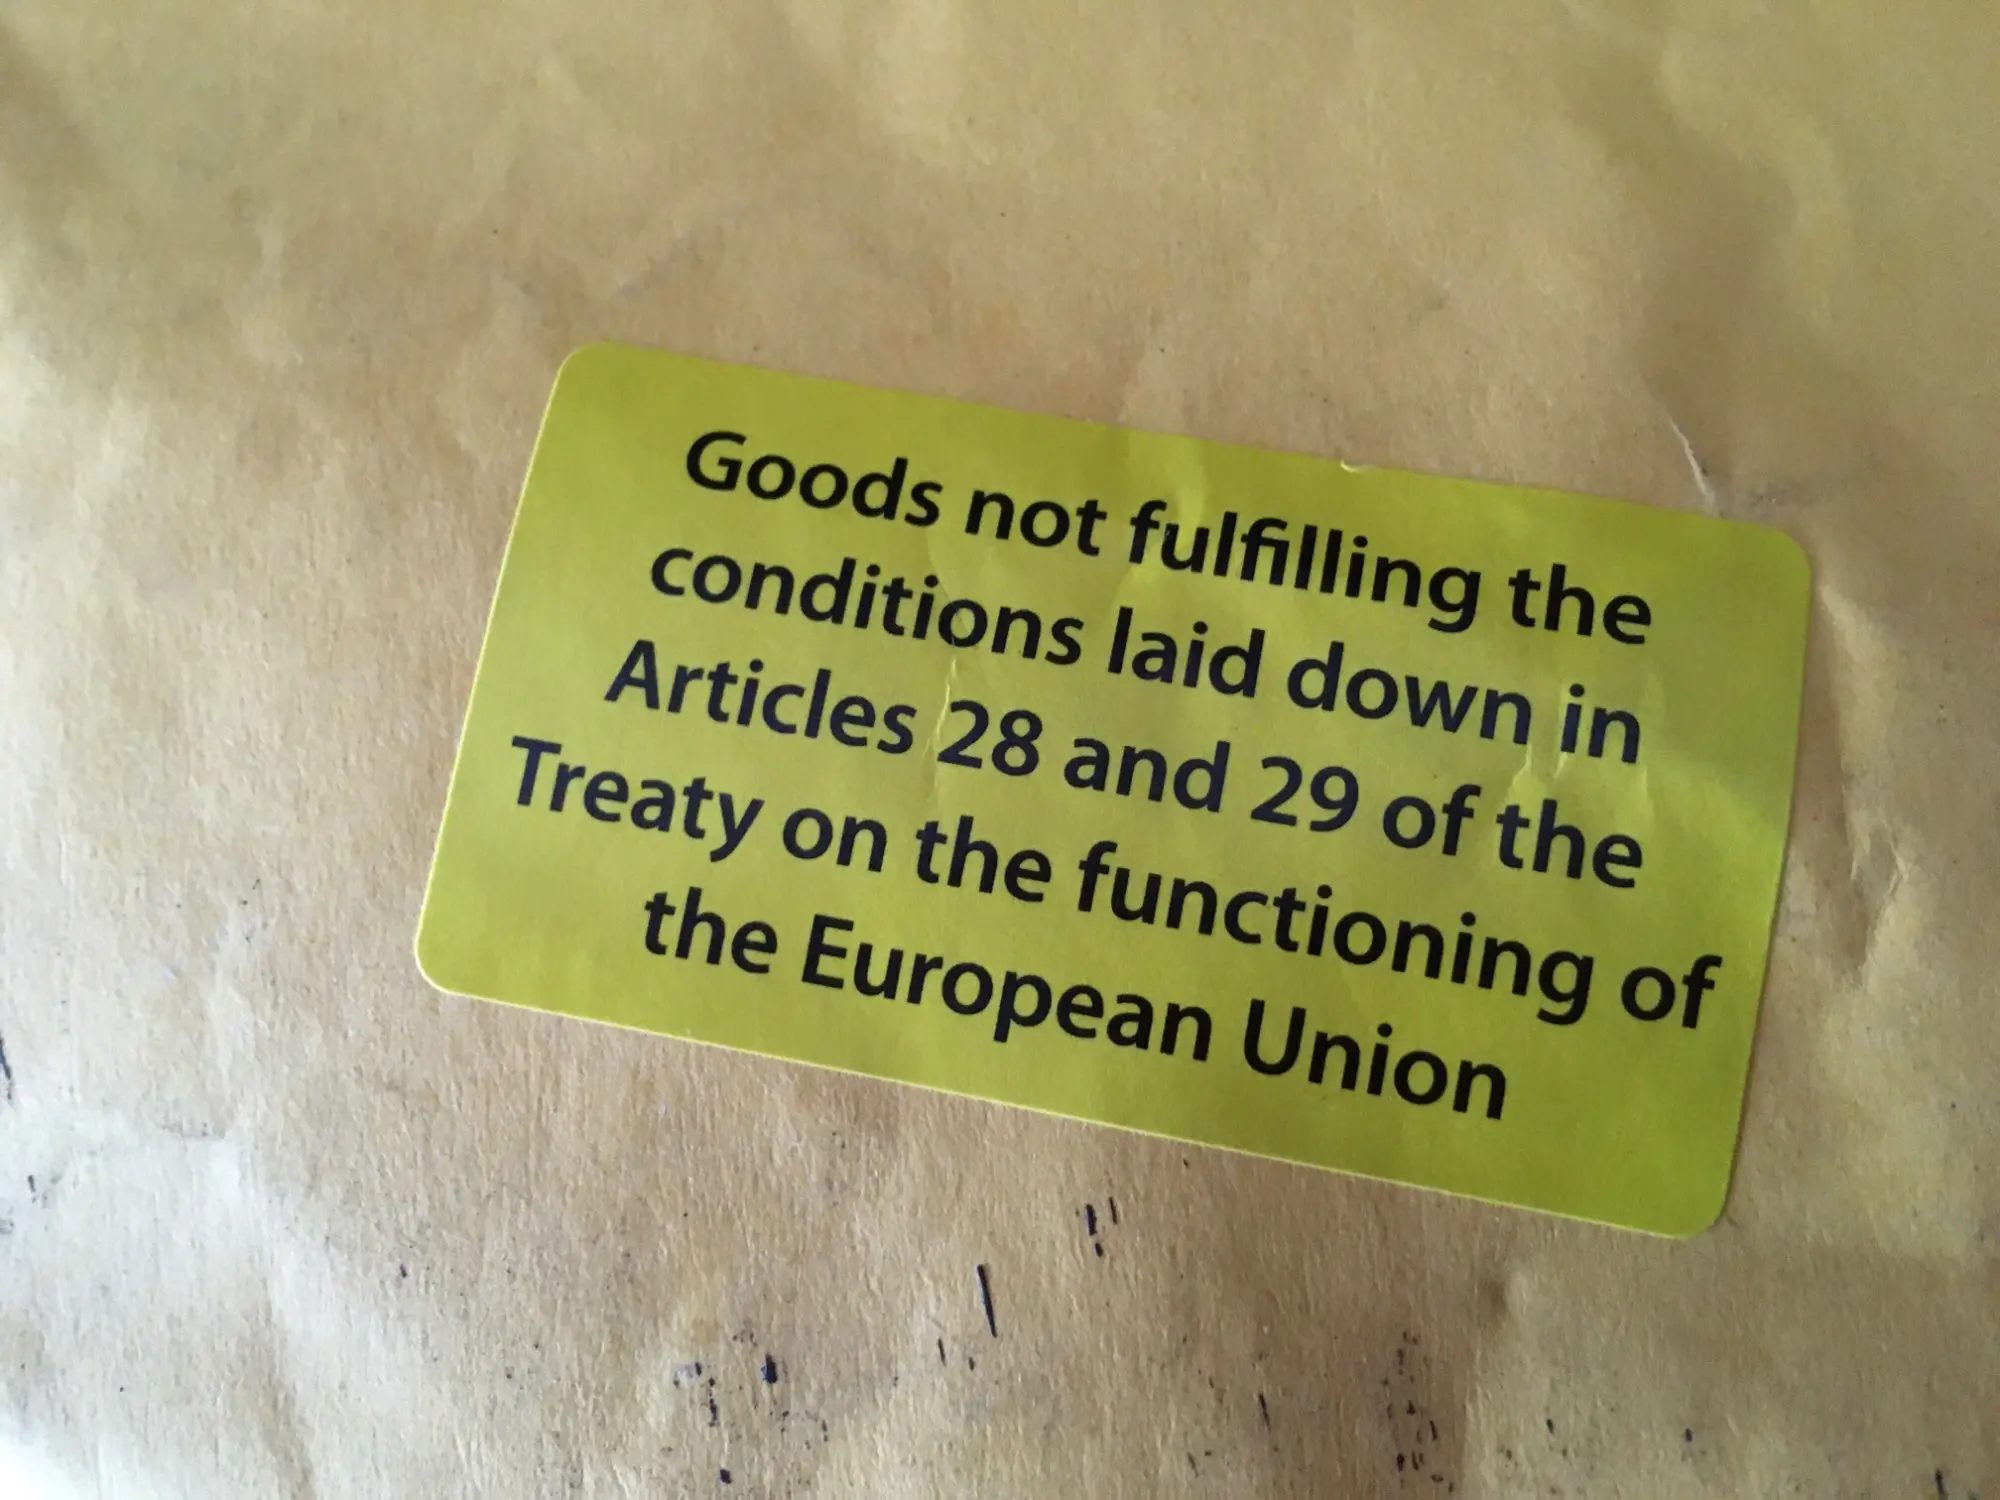 Goods not fulfilling the
conditions laid down in
Articles 28 and 29 of the
Treaty on the functioning of
the European Union